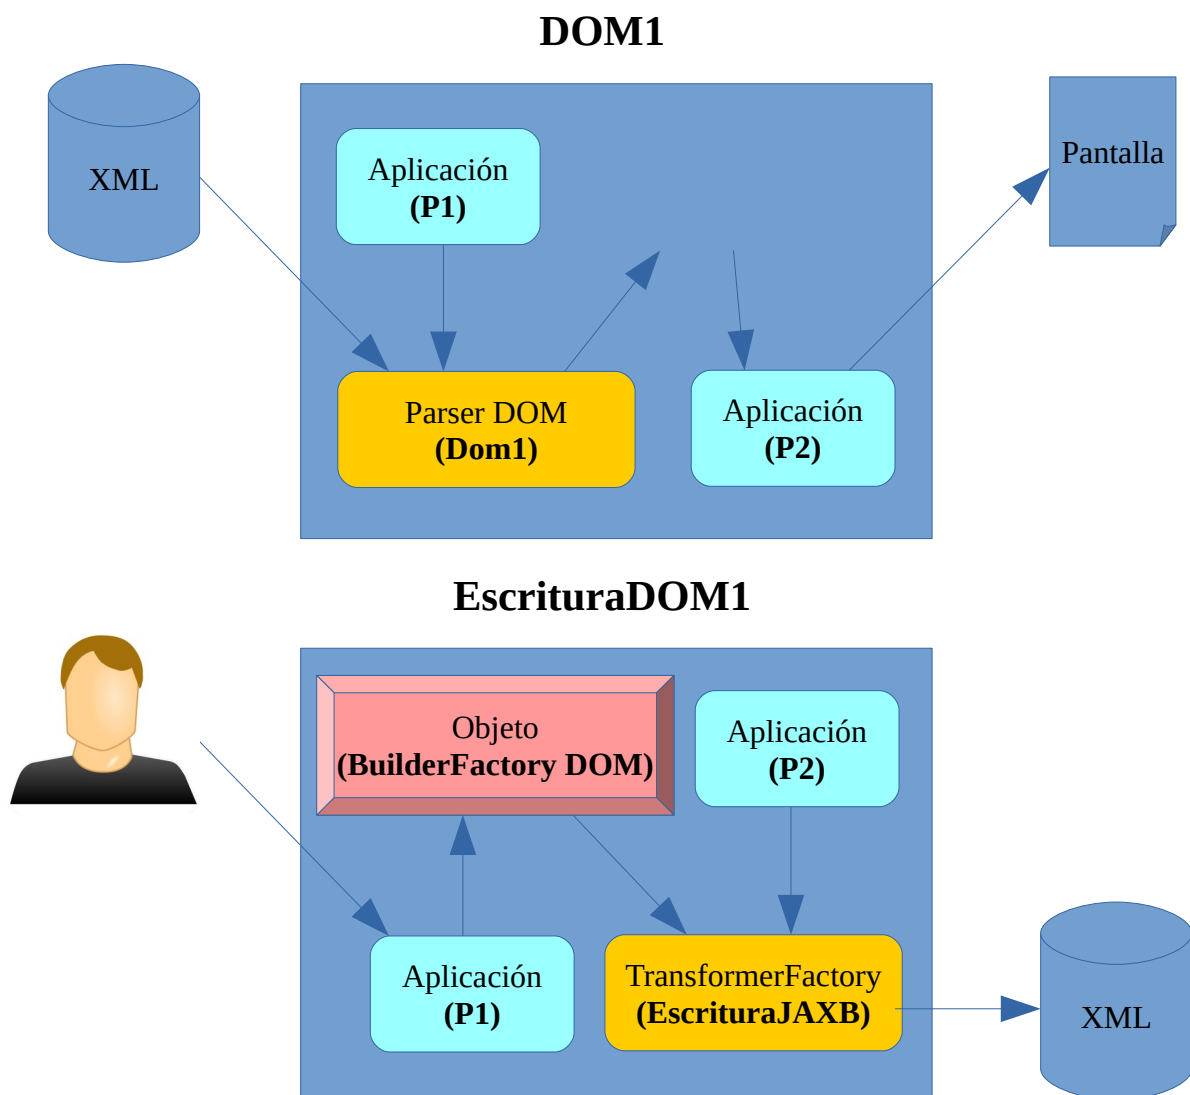 DOM1
XML
Aplicación
(P1)
Pantalla
Parser DOM
(Dom1)
Aplicación
(P2)
EscrituraDOM1
Objeto
(BuilderFactory DOM)
Aplicación
(P2)
Aplicación
(P1)
TransformerFactory
(EscrituraJAXB)
XML